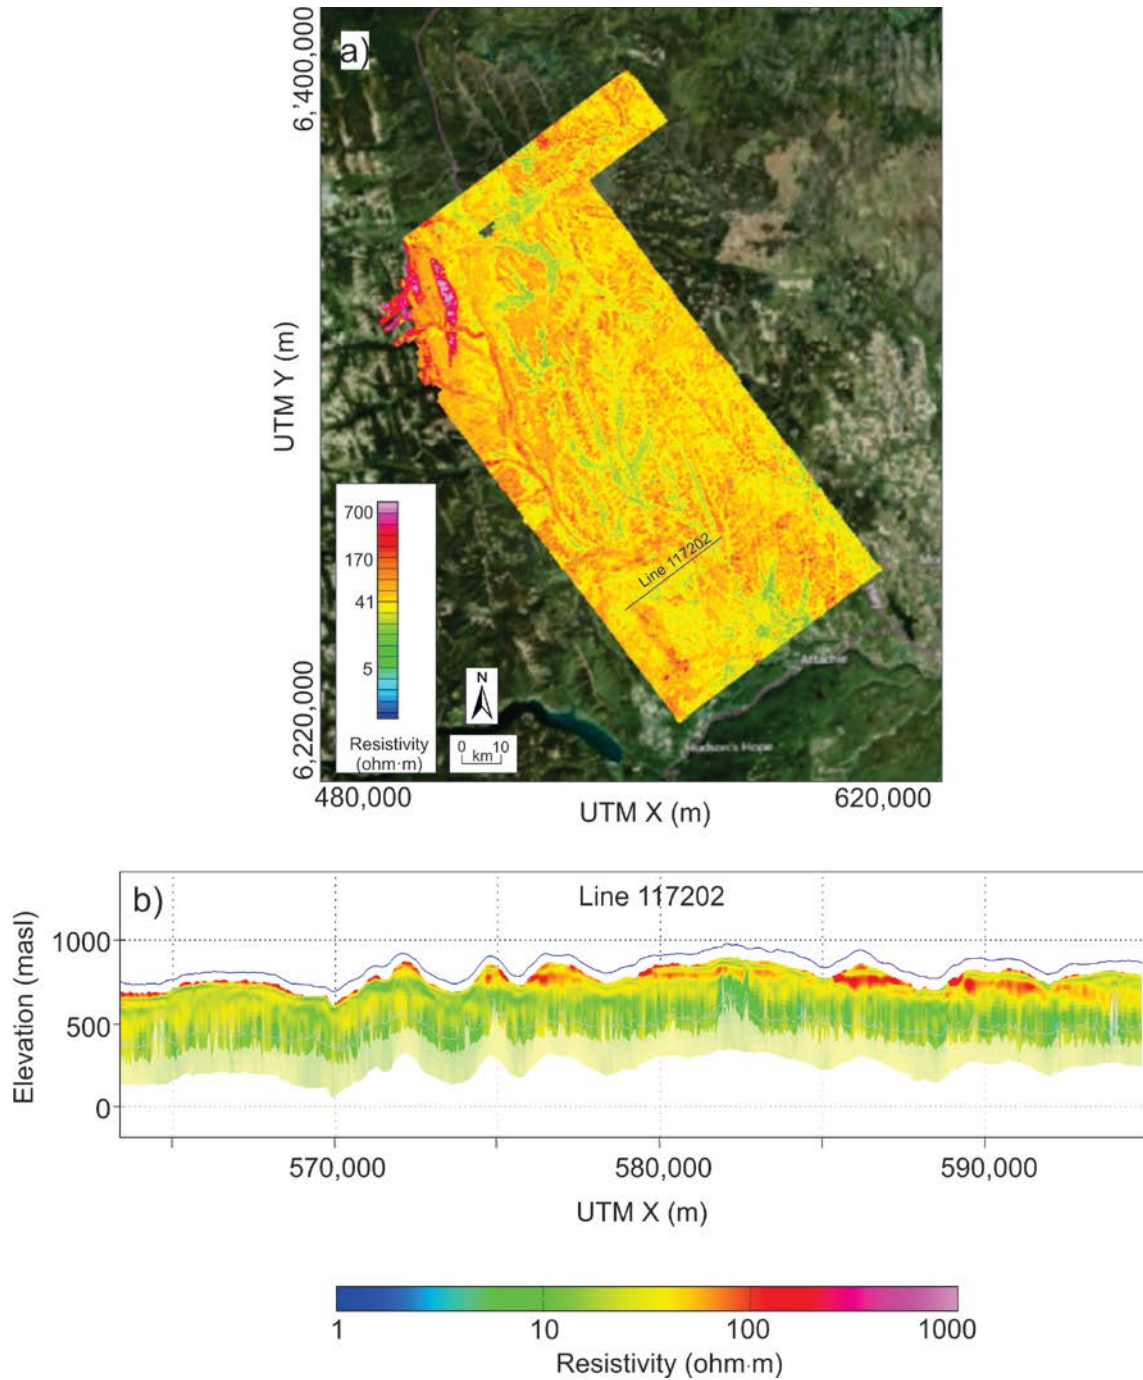 a)
6,'400,000
UTM Y (m)
6,220,000
Line 117202
700
170
41
5
Resistivity
(ohm·m)
N
0 km 10
Attachie
Hudson's Hope
480,000
620,000
UTM X (m)
b)
Line 117202
Elevation (masl)
1000
500
0
570,000
580,000
590,000
UTM X (m)
1
10
100
1000
Resistivity (ohm·m)